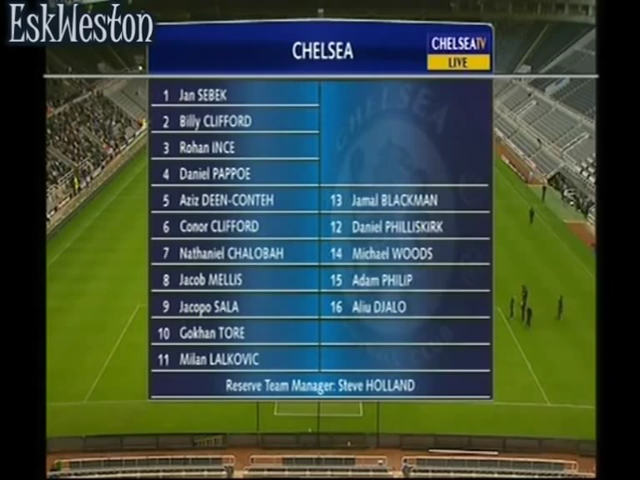 EskWeston
CHELSEA
CHELSEATV
LIVE
1 Jan SEBEK
2 Billy CLIFFORD
3 Rohan INCE
4 Daniel PAPPOE
5 Aziz DEEN-CONTEH
6 Conor CLIFFORD
7 Nathaniel CHALOBAH
8 Jacob MELLIS
9 Jacopo SALA
10 Gokhan TORE
11 Milan LALKOVIC
13 Jamal BLACKMAN
12 Daniel PHILLISKIRK
14 Michael WOODS
15 Adam PHILIP
16 Aliu DJALO
CHELSEA
Reserve Team Manager: Steve HOLLAND